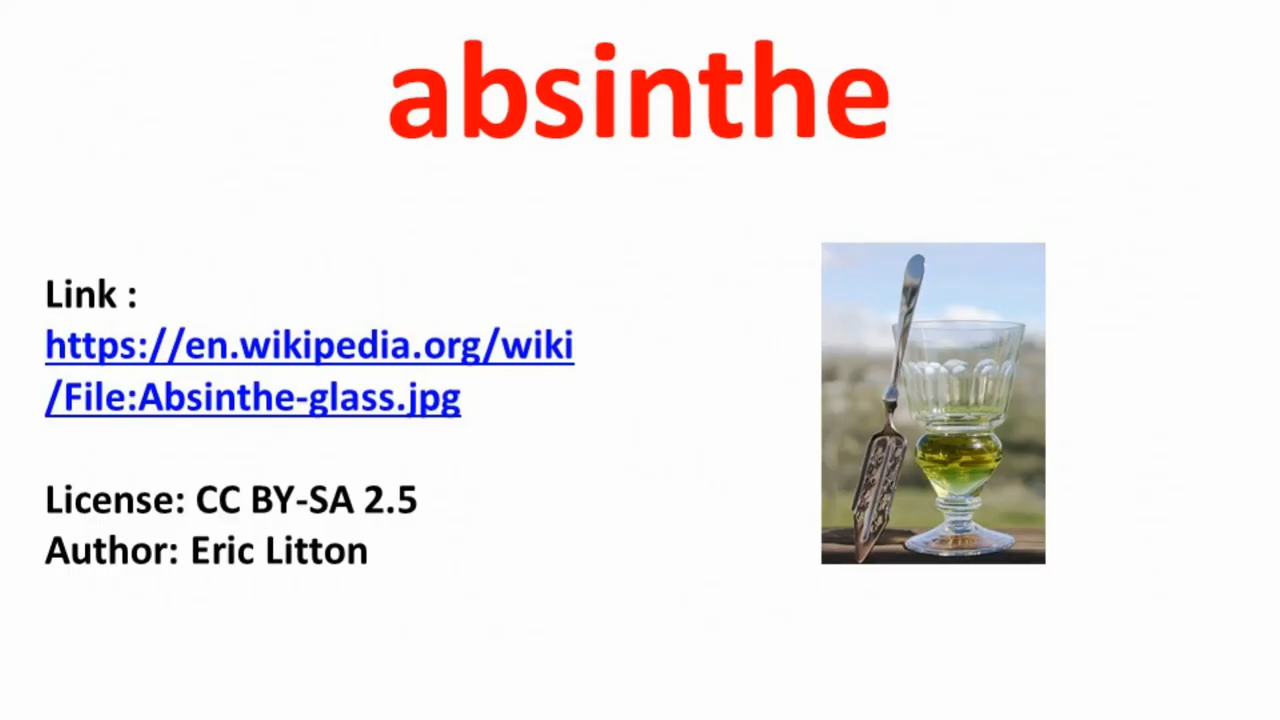 absinthe
Link :
https://en.wikipedia.org/wiki
/File:Absinthe-glass.jpg
License: CC BY-SA 2.5
Author: Eric Litton